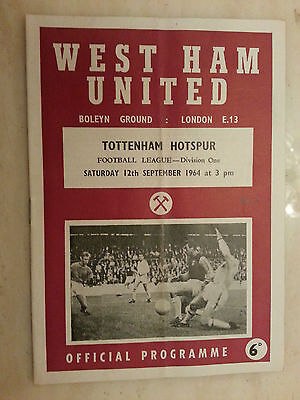 WEST HAM
UNITED
BOLEYN GROUND : LONDON E.13
TOTTENHAM HOTSPUR
FOOTBALL LEAGUE—Division One
SATURDAY 12th SEPTEMBER 1964 at 3 pm
OFFICIAL PROGRAMME
6D